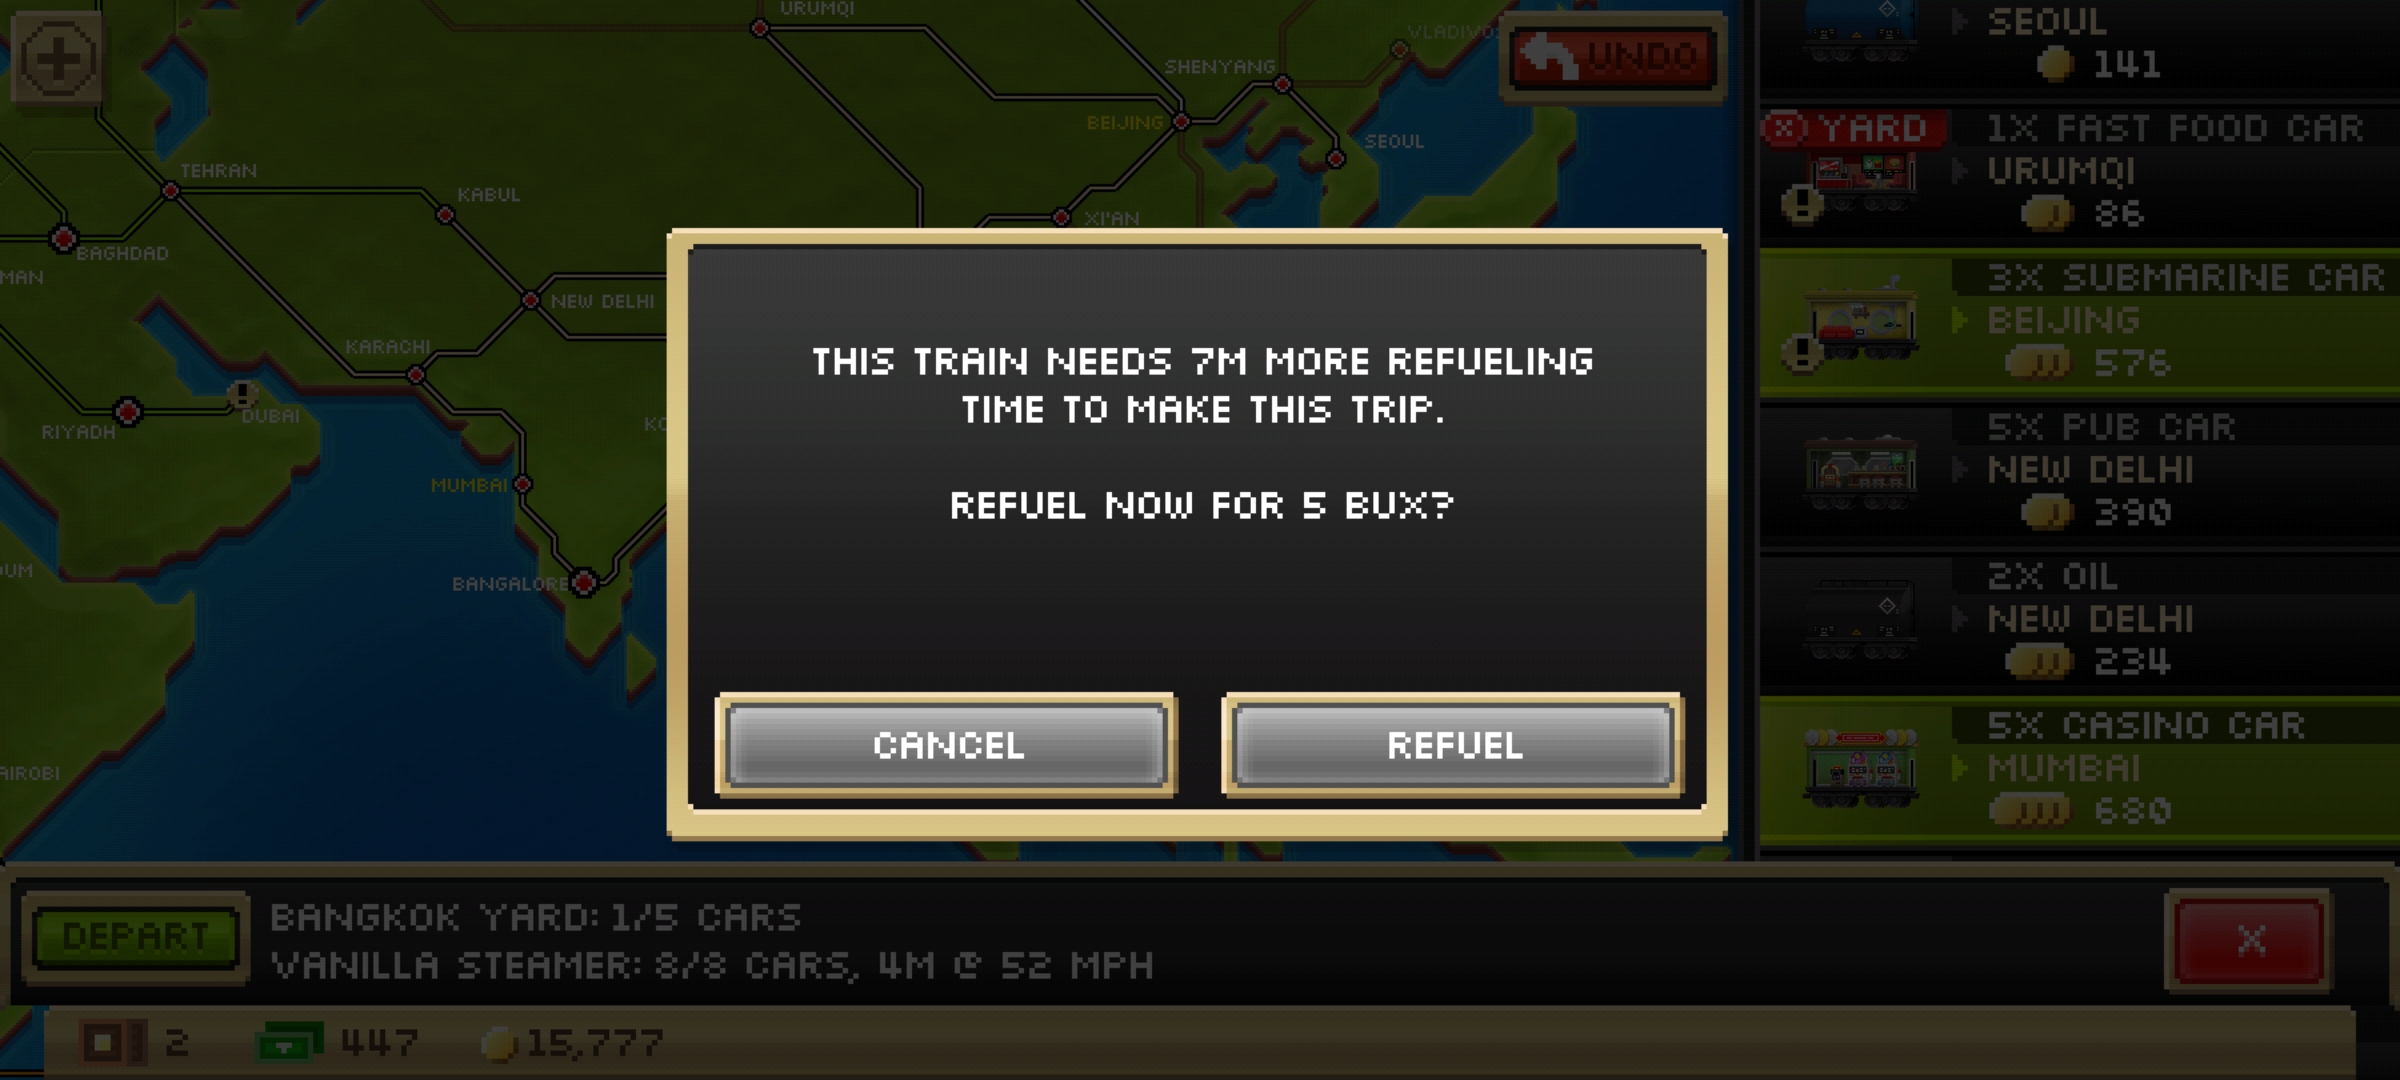 URUMQI
VLADIVO
UNDO
SHENYANG
BEIJING
SEOUL
TEHRAN
KABUL
XI'AN
BAGHDAD
MAN
NEW DELHI
KARACHI
DUBAI
RIYADH
KO
MUMBAI
UM
BANGALORE
AIROBI
SEOUL
141
YARD
1X FAST FOOD CAR
URUMQI
86
3X SUBMARINE CAR
BEIJING
576
5X PUB CAR
NEW DELHI
390
2X OIL
NEW DELHI
234
5X CASINO CAR
MUMBAI
680
THIS TRAIN NEEDS 7M MORE REFUELING
TIME TO MAKE THIS TRIP.
REFUEL NOW FOR 5 BUX?
CANCEL
REFUEL
DEPART
BANGKOK YARD: 1/5 CARS
VANILLA STEAMER: 8/8 CARS, 4M @ 52 MPH
X
2
447
15,777